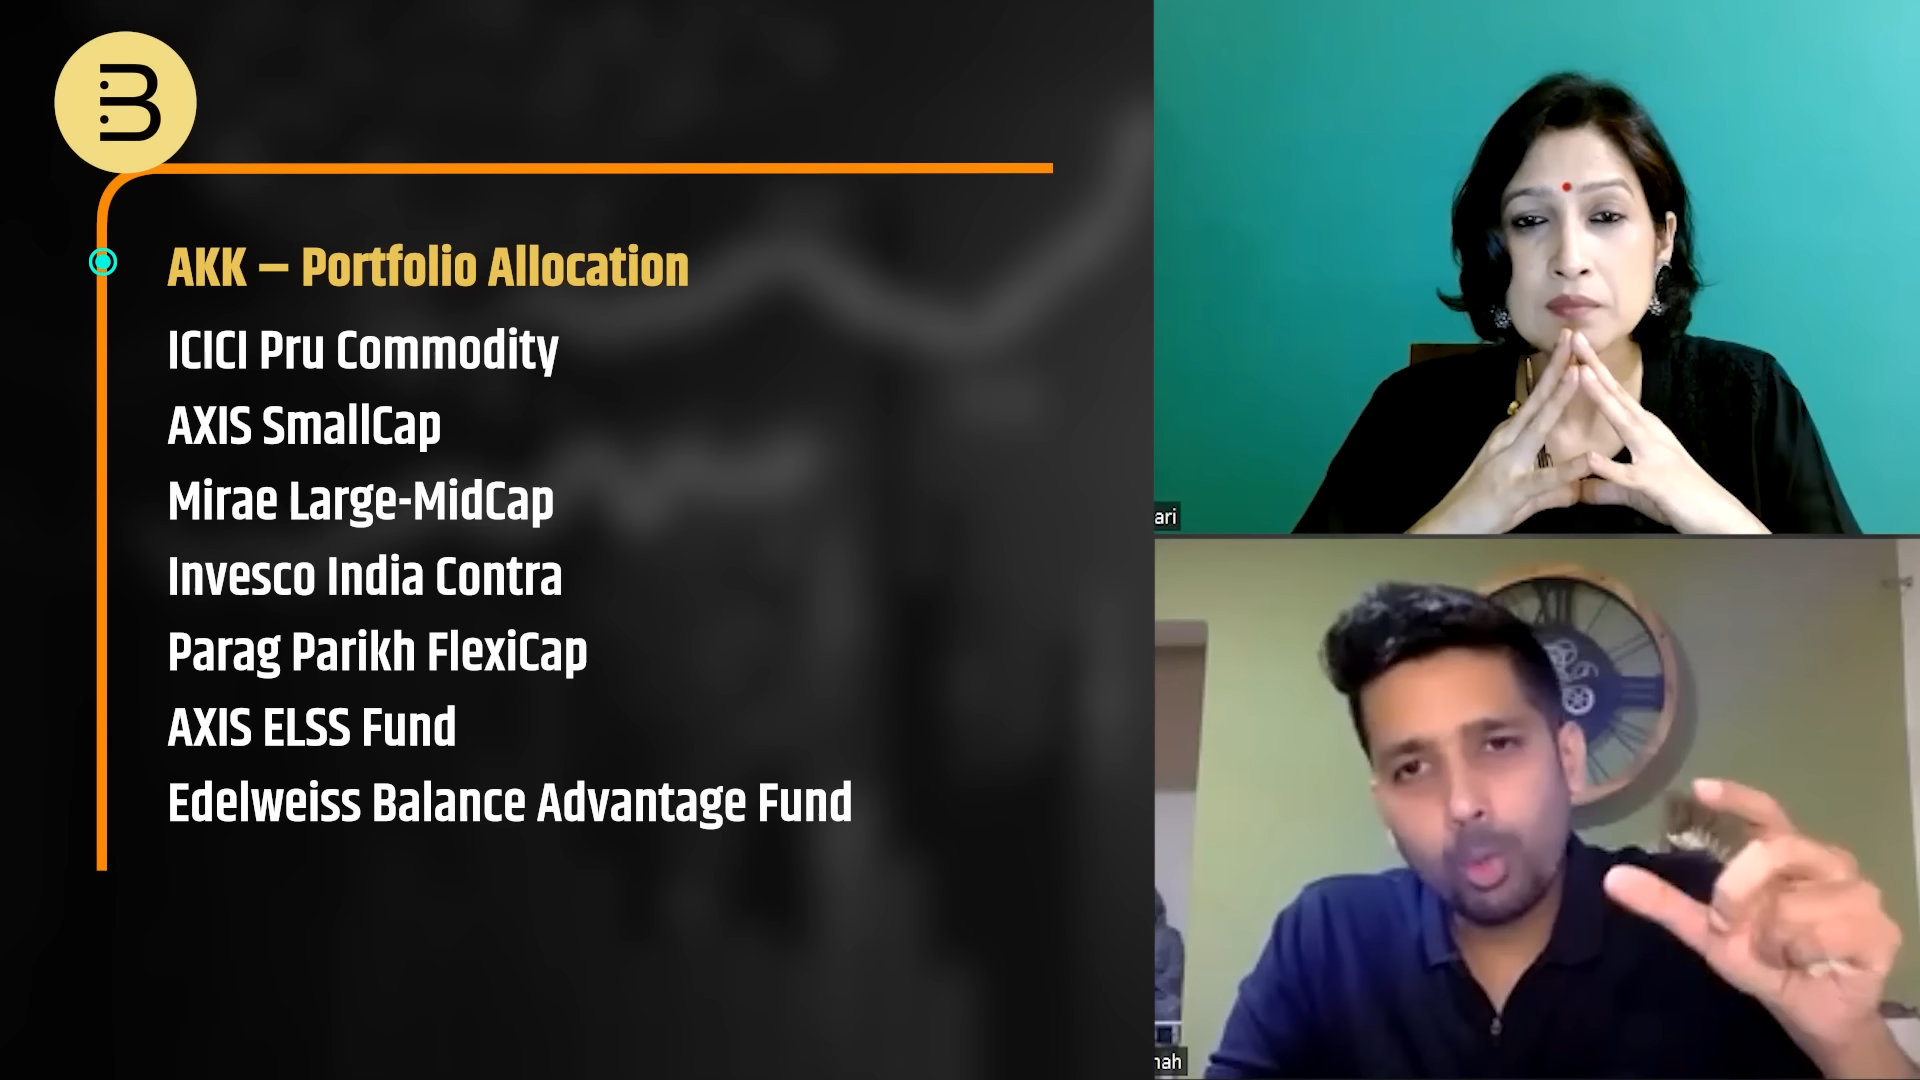 AKK – Portfolio Allocation
ICICI Pru Commodity
AXIS SmallCap
Mirae Large-MidCap
Invesco India Contra
Parag Parikh FlexiCap
AXIS ELSS Fund
Edelweiss Balance Advantage Fund
ari